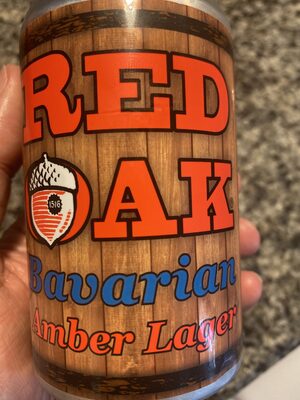 RED
OAK
1516
Bavarian
Amber Lager